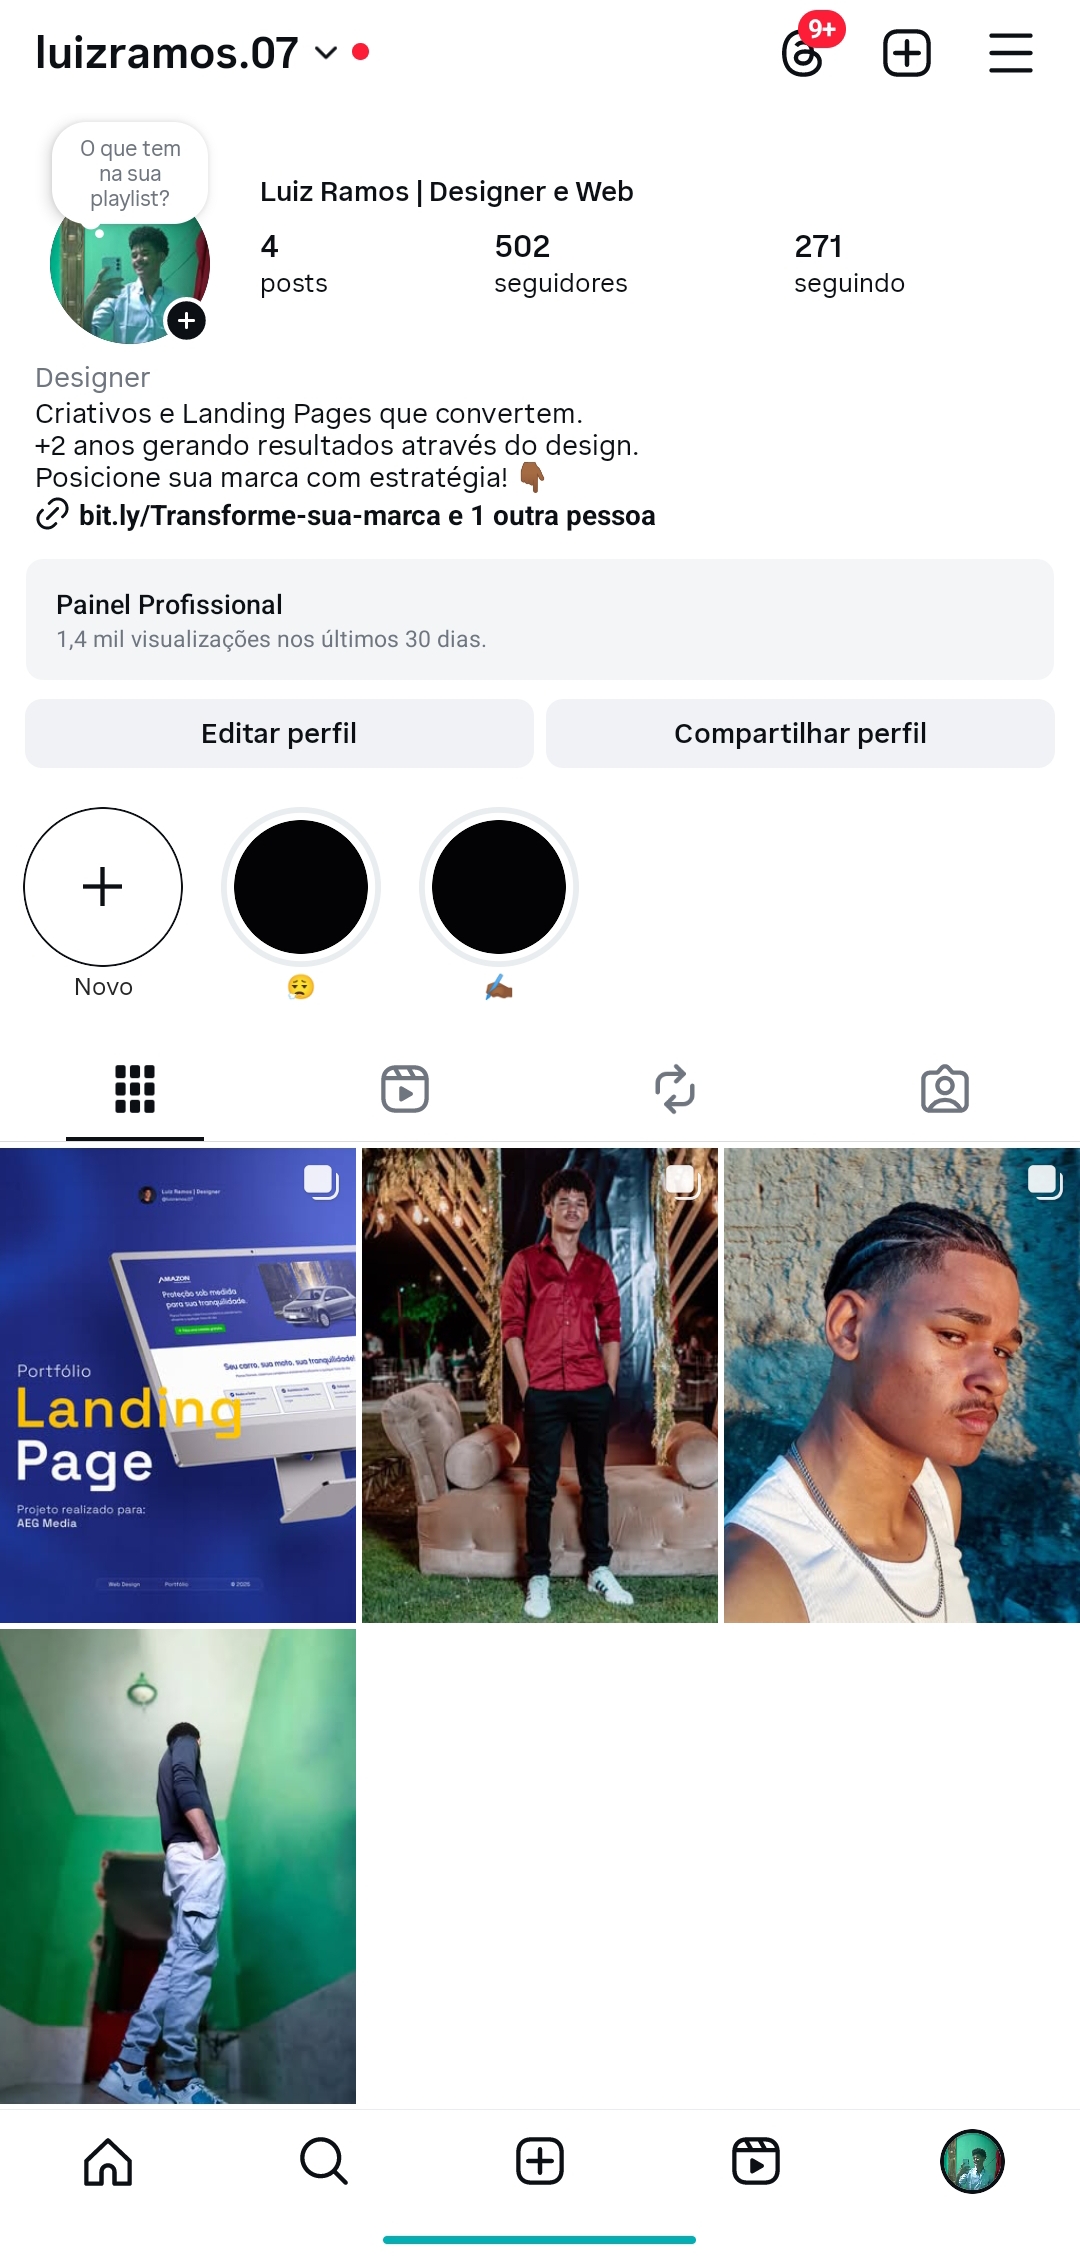 luizramos.07
9+
O que tem
na sua
playlist?
Luiz Ramos | Designer e Web
4
502
271
posts
seguidores
seguindo
Designer
Criativos e Landing Pages que convertem.
+2 anos gerando resultados através do design.
Posicione sua marca com estratégia! 👇🏾
bit.ly/Transforme-sua-marca e 1 outra pessoa
Painel Profissional
1,4 mil visualizações nos últimos 30 dias.
Editar perfil
Compartilhar perfil
Novo
😮‍💨
✍🏾
Luiz Ramos | Designer
@luizramos.07
AMAZON
Proteção sob medida
para sua tranquilidade.
Seu carro, sua moto, sua tranquilidade!
Portfólio
Landing
Page
Projeto realizado para:
AEG Media
Web Design
Portfólio
© 2025